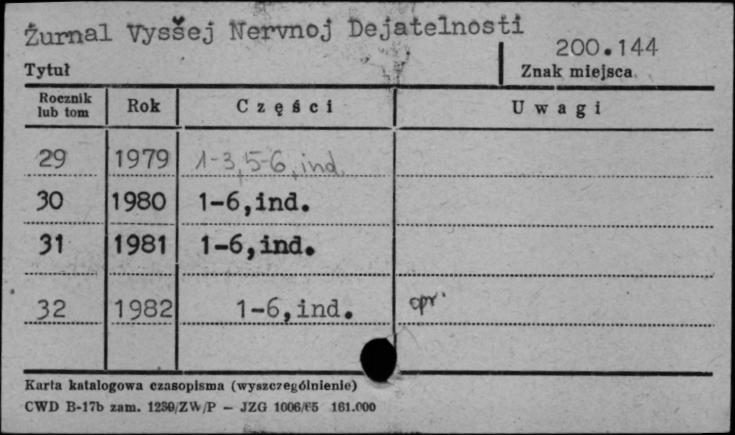 Żurnal Vysšej Nervnoj Dejatelnosti
200.144
Tytuł
Znak miejsca
Rocznik lub tom Rok Części Uwagi
29 1979 1-3,5-6,ind.
30 1980 1-6,ind.
31 1981 1-6,ind.
32 1982 1-6,ind. opr.
Karta katalogowa czasopisma (wyszczególnienie)
CWD B-17b zam. 1230/ZW/P — JZG 1006/65 161.000